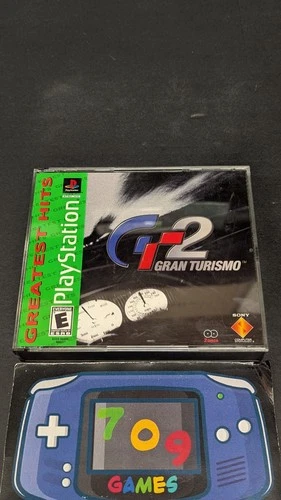 GREATEST HITS
PlayStation
GT2
GRAN TURISMO
E
SONY
709
GAMES